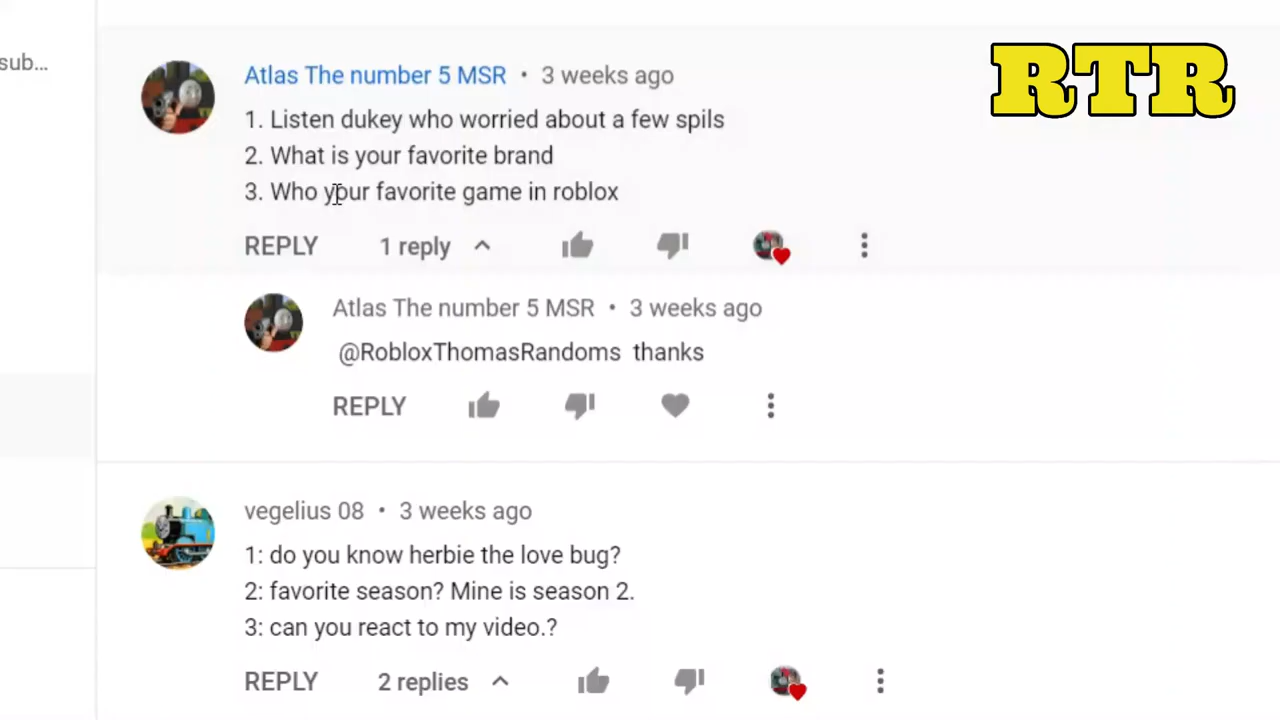 sub...
RTR
Atlas The number 5 MSR • 3 weeks ago
1. Listen dukey who worried about a few spils
2. What is your favorite brand
3. Who your favorite game in roblox
REPLY 1 reply
Atlas The number 5 MSR • 3 weeks ago
@RobloxThomasRandoms thanks
REPLY
vegelius 08 • 3 weeks ago
1: do you know herbie the love bug?
2: favorite season? Mine is season 2.
3: can you react to my video.?
REPLY 2 replies